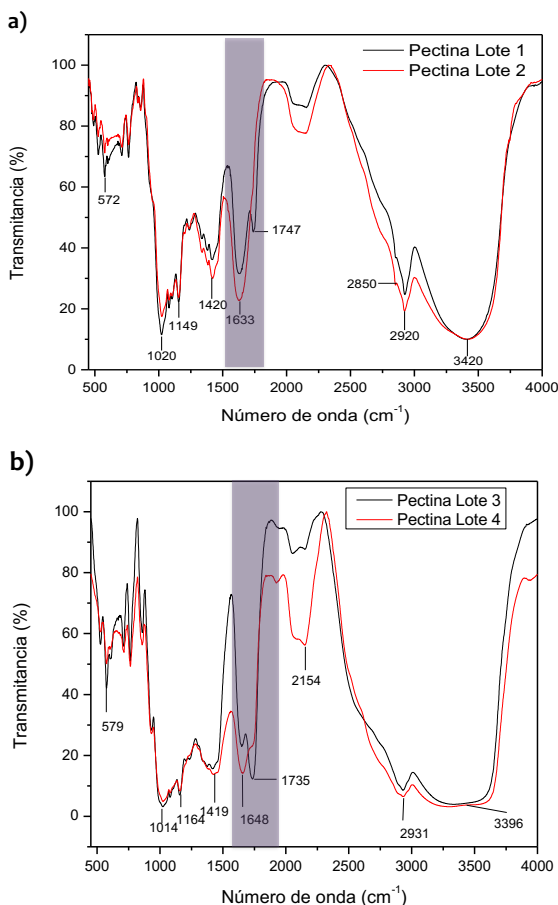 a)
Pectina Lote 1
Pectina Lote 2
Transmitancia (%)
100
80
60
40
20
0
572
1020
1149
1420
1633
1747
2850
2920
3420
500 1000 1500 2000 2500 3000 3500 4000
Número de onda (cm⁻¹)
b)
Pectina Lote 3
Pectina Lote 4
Transmitancia (%)
100
80
60
40
20
0
579
1014
1164
1419
1648
1735
2154
2931
3396
500 1000 1500 2000 2500 3000 3500 4000
Número de onda (cm⁻¹)